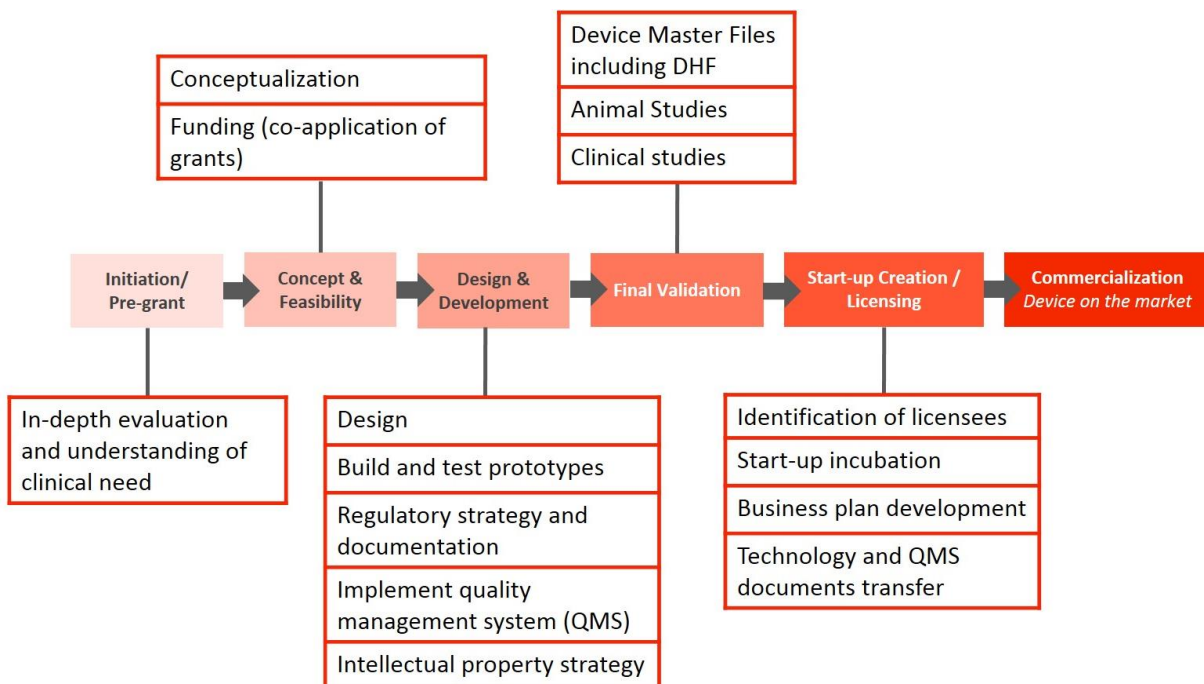 Device Master Files
including DHF
Animal Studies
Clinical studies
Conceptualization
Funding (co-application of
grants)
Initiation/
Pre-grant
Concept &
Feasibility
Design &
Development
Final Validation
Start-up Creation /
Licensing
Commercialization
Device on the market
In-depth evaluation
and understanding of
clinical need
Design
Build and test prototypes
Regulatory strategy and
documentation
Implement quality
management system (QMS)
Intellectual property strategy
Identification of licensees
Start-up incubation
Business plan development
Technology and QMS
documents transfer